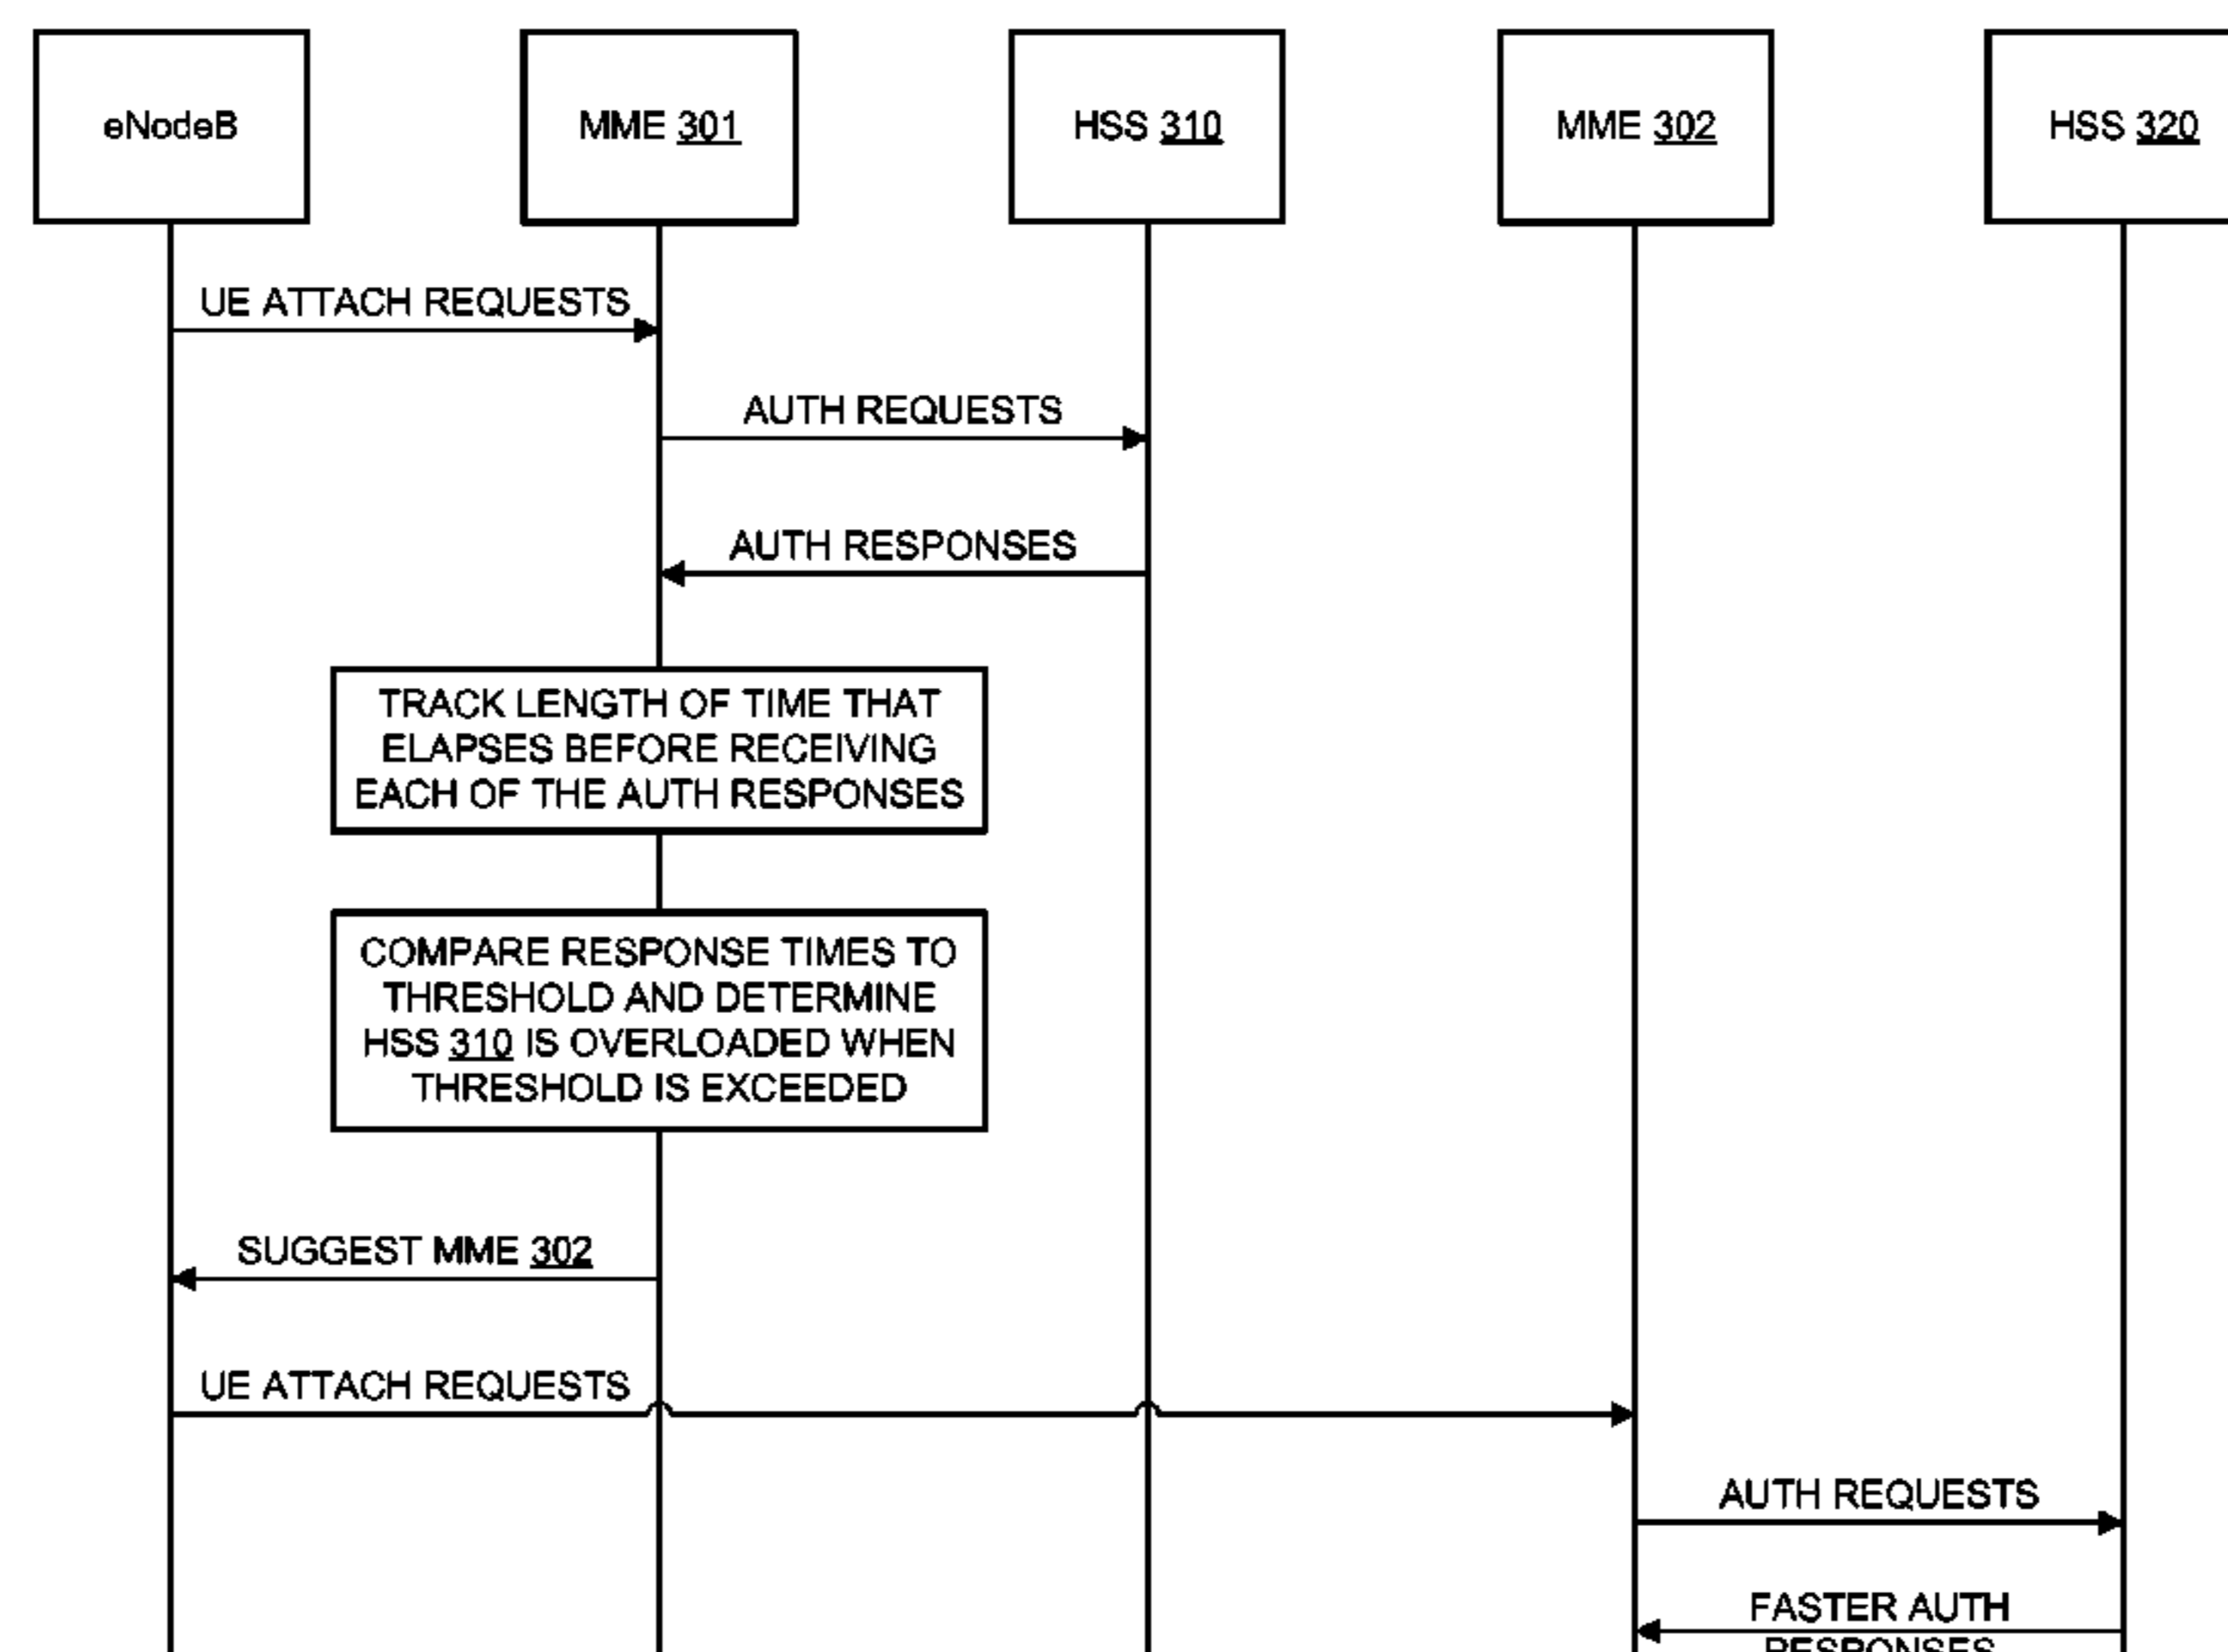 eNodeB
MME 301
HSS 310
MME 302
HSS 320
UE ATTACH REQUESTS
AUTH REQUESTS
AUTH RESPONSES
TRACK LENGTH OF TIME THAT
ELAPSES BEFORE RECEIVING
EACH OF THE AUTH RESPONSES
COMPARE RESPONSE TIMES TO
THRESHOLD AND DETERMINE
HSS 310 IS OVERLOADED WHEN
THRESHOLD IS EXCEEDED
SUGGEST MME 302
UE ATTACH REQUESTS
AUTH REQUESTS
FASTER AUTH
RESPONSES